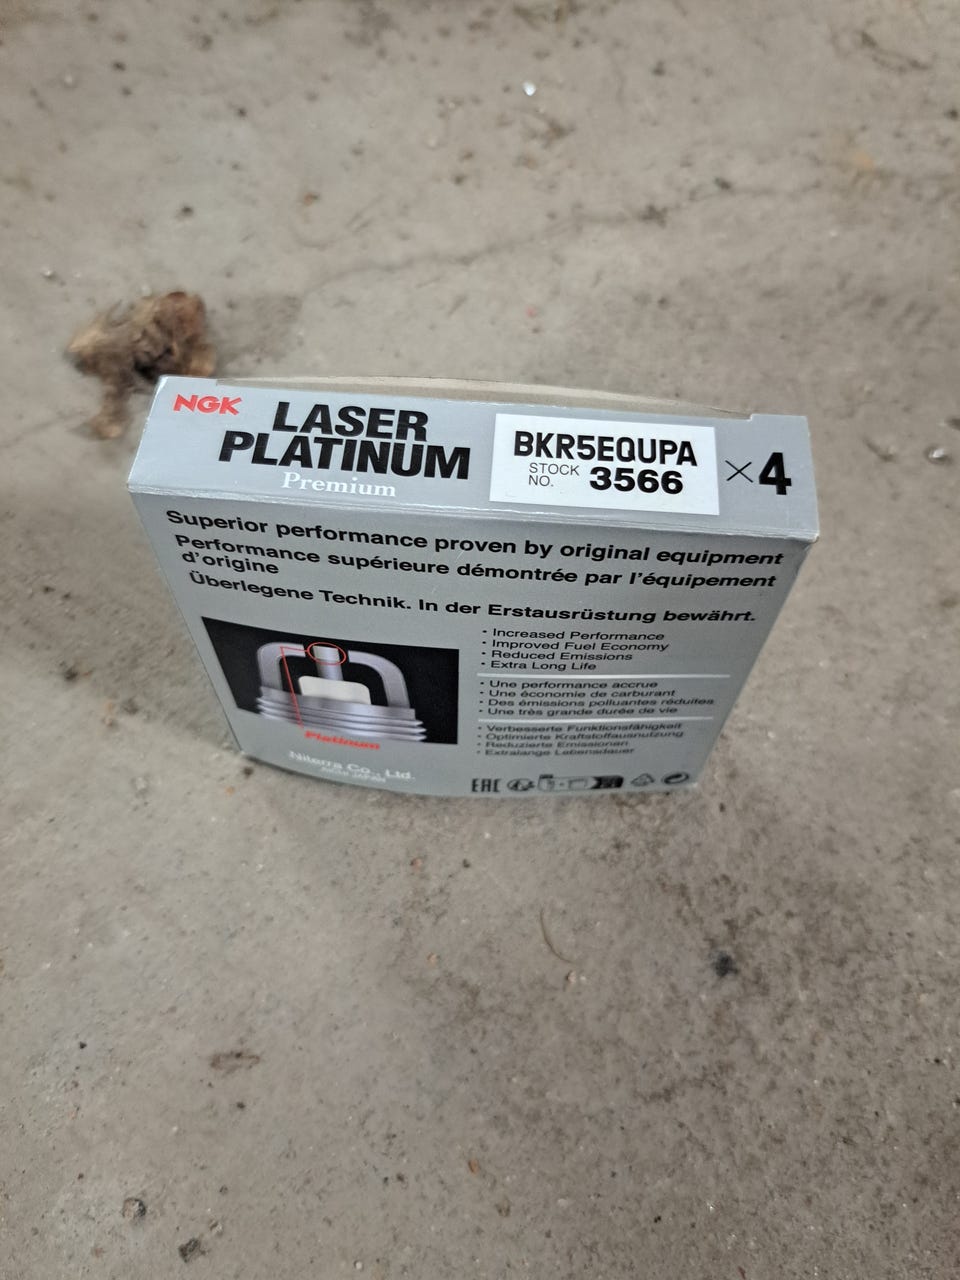 NGK
LASER
PLATINUM
Premium
BKR5EQUPA
STOCK
NO.
3566
×4
Superior performance proven by original equipment
Performance supérieure démontrée par l'équipement
d'origine
Überlegene Technik. In der Erstausrüstung bewährt.
Platinum
Niterra Co., Ltd.
• Increased Performance
• Improved Fuel Economy
• Reduced Emissions
• Extra Long Life
• Une performance accrue
• Une économie de carburant
• Des émissions polluantes réduites
• Une très grande durée de vie
• Verbesserte Funktionsfähigkeit
• Optimierte Kraftstoffausnutzung
• Reduzierte Emissionen
• Extralange Lebensdauer
EAC